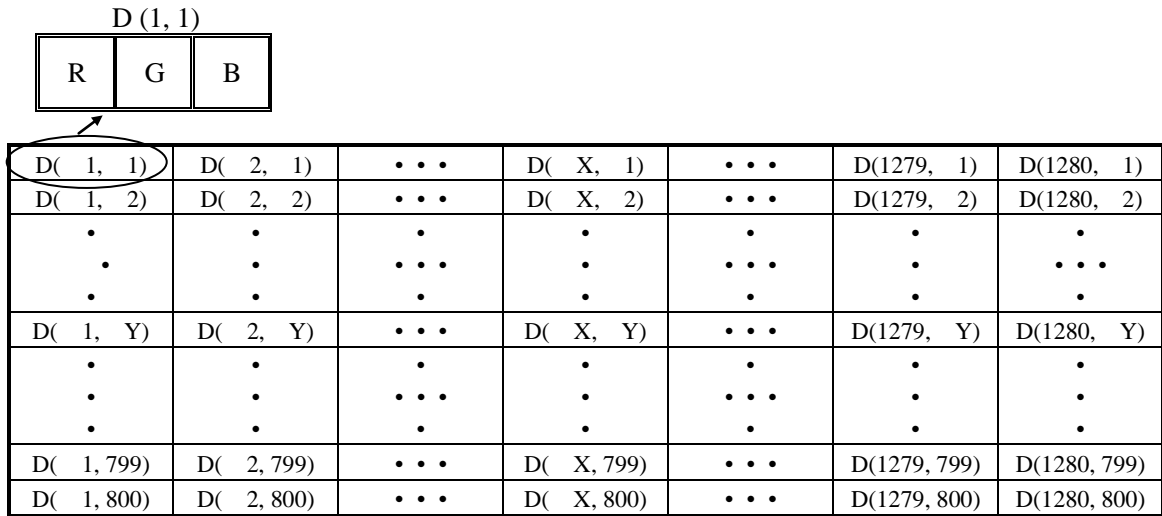 D (1, 1)
R G B
D( 1, 1) D( 2, 1) • • • D( X, 1) • • • D(1279, 1) D(1280, 1)
D( 1, 2) D( 2, 2) • • • D( X, 2) • • • D(1279, 2) D(1280, 2)
• • • • • • •
• • • • • • • • • • • • •
• • • • • • •
D( 1, Y) D( 2, Y) • • • D( X, Y) • • • D(1279, Y) D(1280, Y)
• • • • • • •
• • • • • • • • • • •
• • • • • • •
D( 1, 799) D( 2, 799) • • • D( X, 799) • • • D(1279, 799) D(1280, 799)
D( 1, 800) D( 2, 800) • • • D( X, 800) • • • D(1279, 800) D(1280, 800)